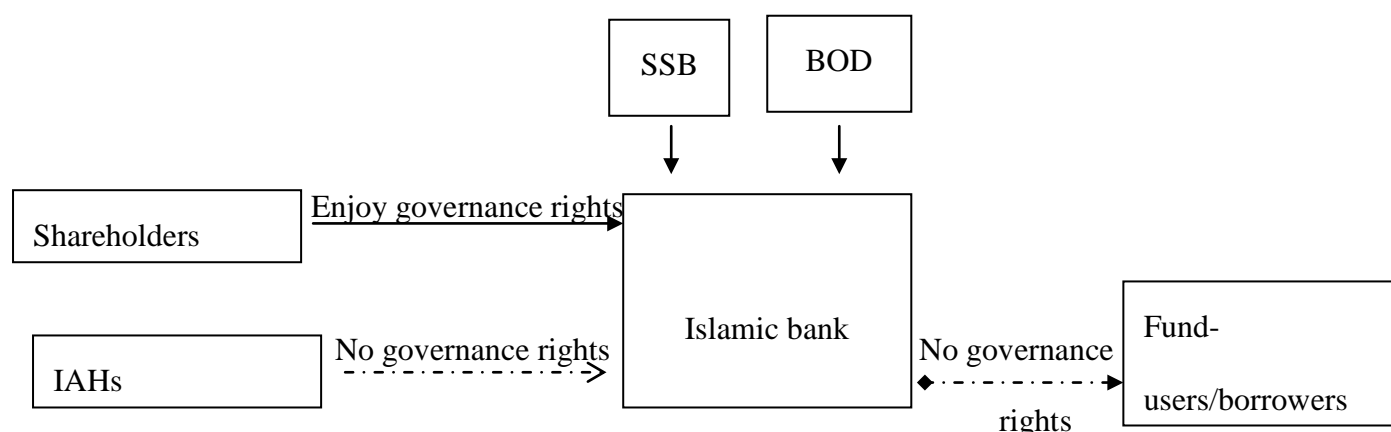 SSB
BOD
Enjoy governance rights
Shareholders
Islamic bank
No governance rights
IAHs
No governance
rights
Fund-
users/borrowers